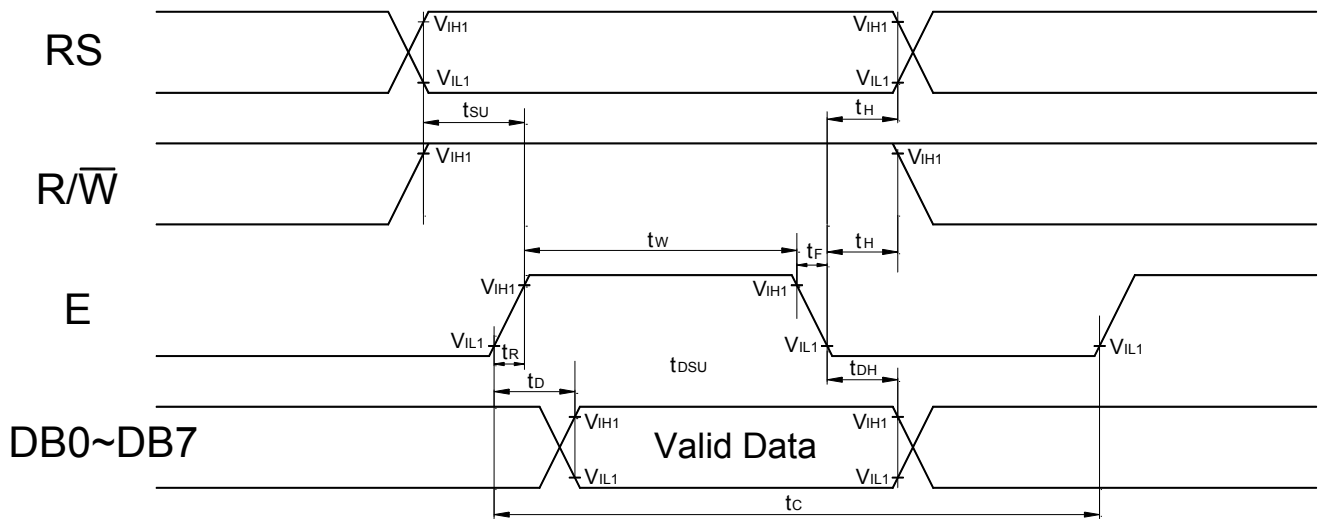 RS
VIH1
VIH1
VIL1
VIL1
tSU
tH
R/W̅
VIH1
VIH1
tW
tF
tH
E
VIH1
VIH1
VIL1
VIL1
VIL1
tR
tD
tDSU
tDH
DB0~DB7
VIH1
VIH1
Valid Data
VIL1
VIL1
tC